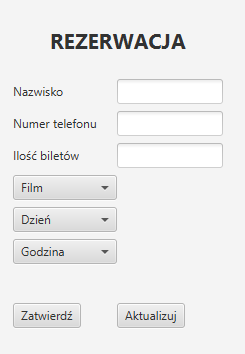 REZERWACJA
Nazwisko
Numer telefonu
Ilość biletów
Film
Dzień
Godzina
Zatwierdź Aktualizuj